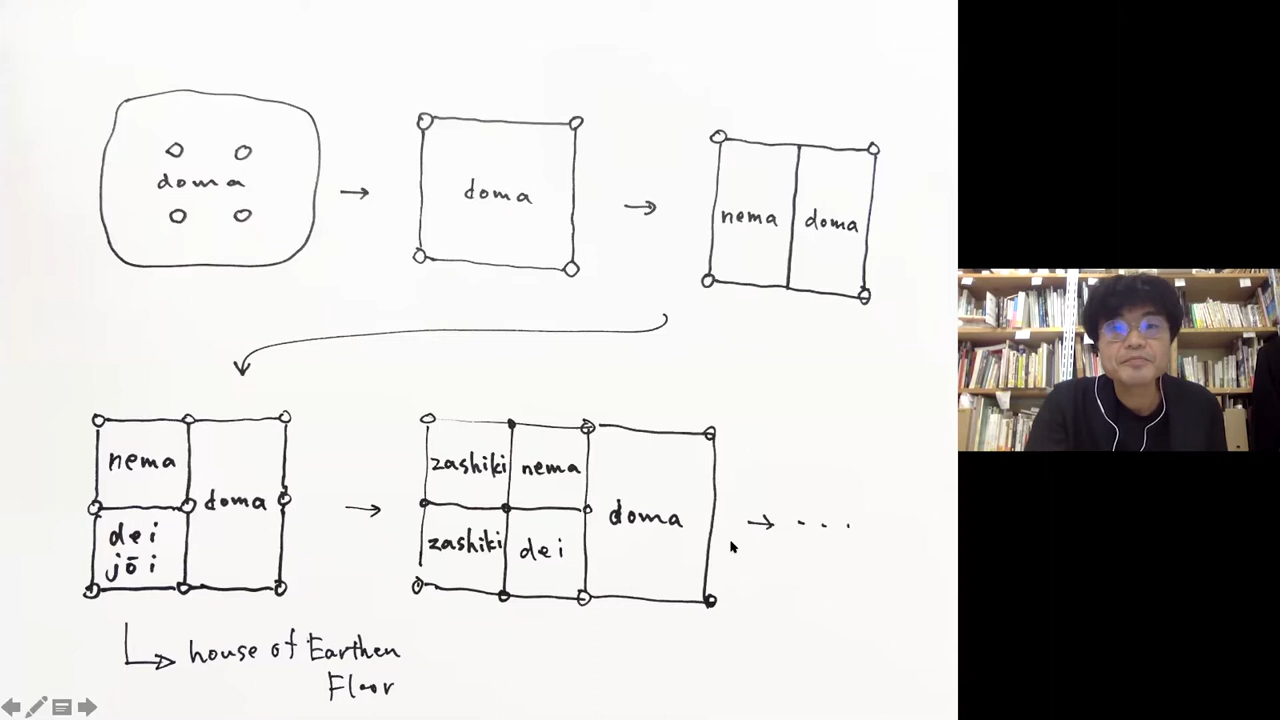 doma
doma
nema doma
nema
doma
dei
jōi
zashiki nema
doma
zashiki dei
house of Earthen
Floor